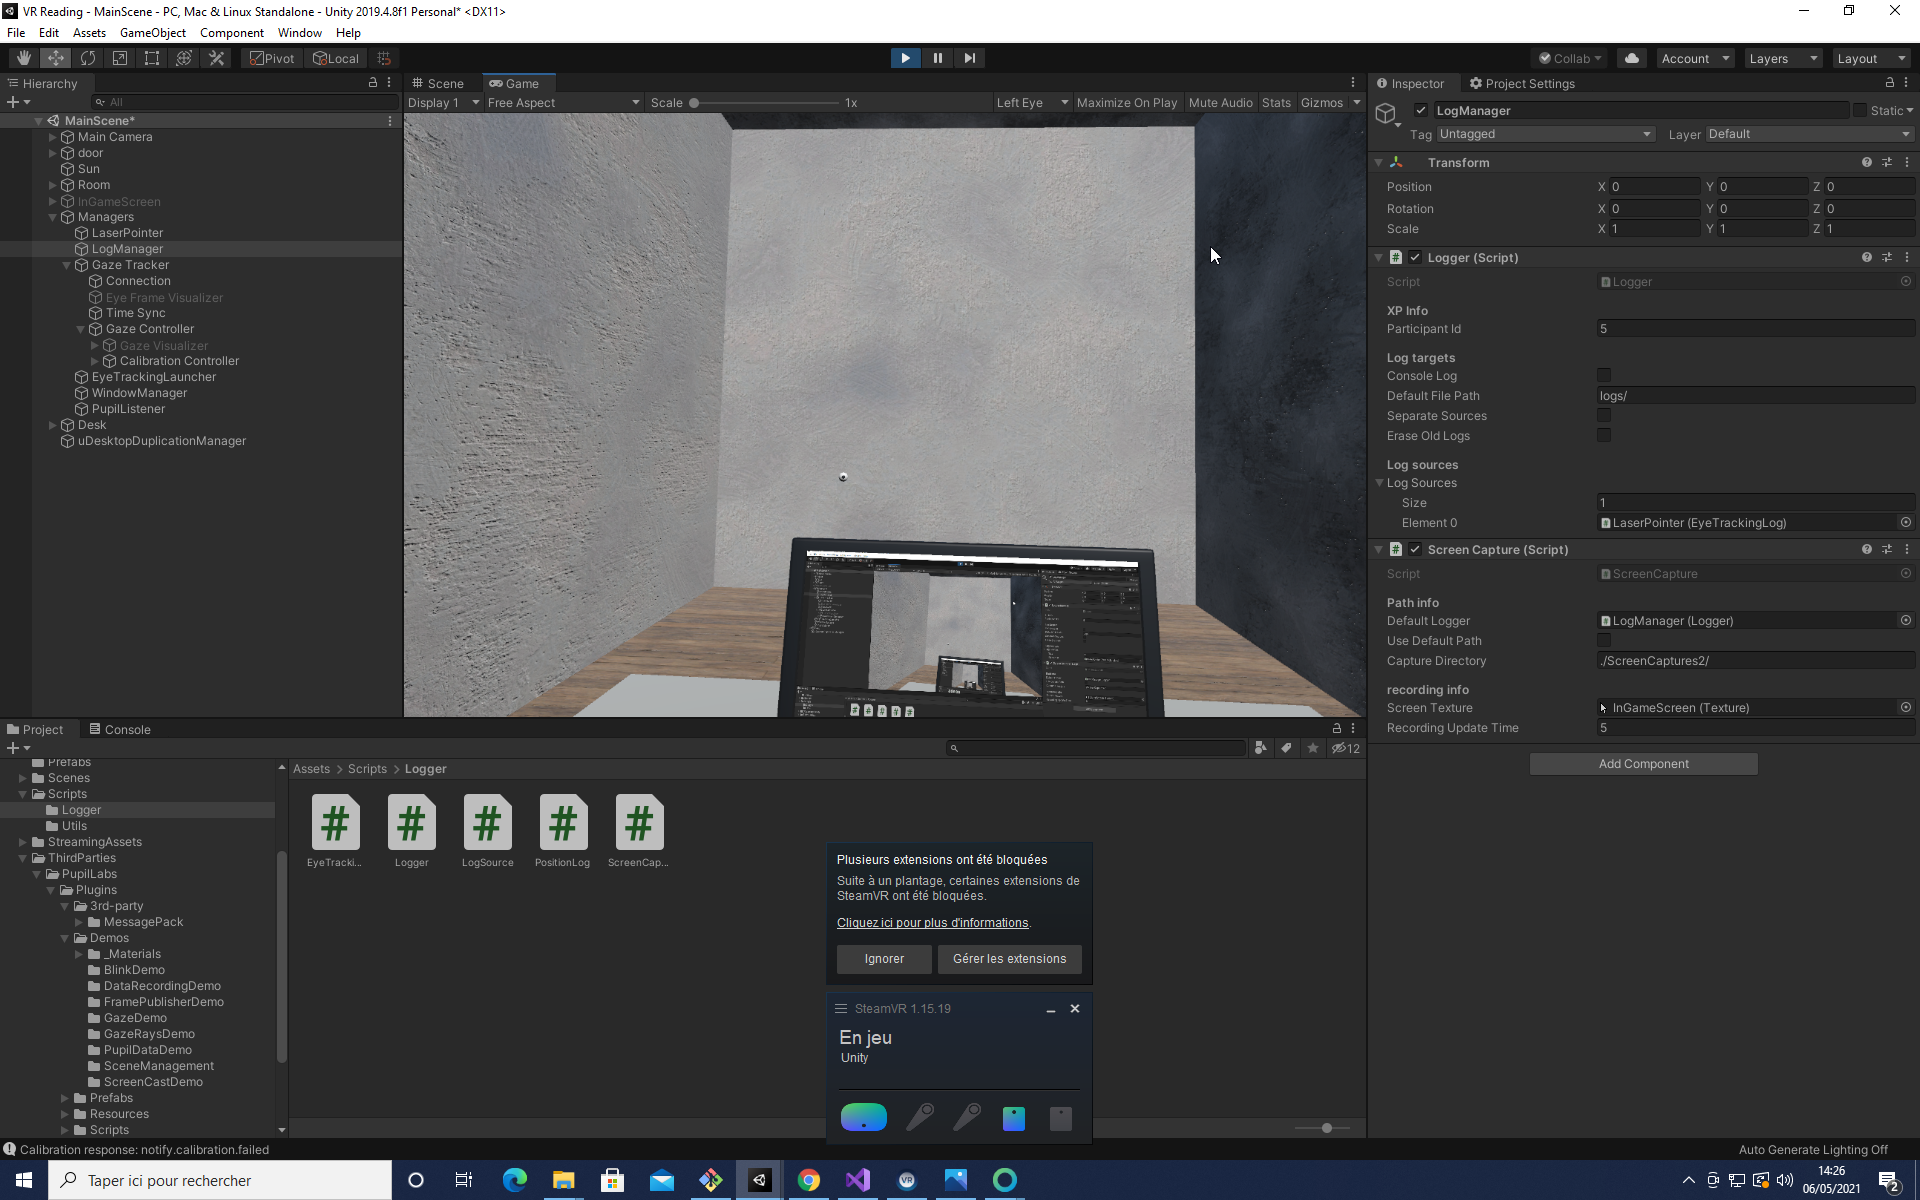 VR Reading - MainScene - PC, Mac & Linux Standalone - Unity 2019.4.8f1 Personal* <DX11>
File Edit Assets GameObject Component Window Help
Pivot Local Collab Account Layers Layout
Hierarchy
All
MainScene*
Main Camera
door
Sun
Room
InGameScreen
Managers
LaserPointer
LogManager
Gaze Tracker
Connection
Eye Frame Visualizer
Time Sync
Gaze Controller
Gaze Visualizer
Calibration Controller
EyeTrackingLauncher
WindowManager
PupilListener
Desk
uDesktopDuplicationManager
Scene Game
Display 1 Free Aspect Scale 1x Left Eye Maximize On Play Mute Audio Stats Gizmos
Inspector Project Settings
LogManager Static
Tag Untagged Layer Default
Transform
Position X 0 Y 0 Z 0
Rotation X 0 Y 0 Z 0
Scale X 1 Y 1 Z 1
Logger (Script)
Script Logger
XP Info
Participant Id 5
Log targets
Console Log
Default File Path logs/
Separate Sources
Erase Old Logs
Log sources
Log Sources
Size 1
Element 0 LaserPointer (EyeTrackingLog)
Screen Capture (Script)
Script ScreenCapture
Path info
Default Logger LogManager (Logger)
Use Default Path
Capture Directory ./ScreenCaptures2/
recording info
Screen Texture InGameScreen (Texture)
Recording Update Time 5
Add Component
Project Console
12
Prefabs
Scenes
Scripts
Logger
Utils
StreamingAssets
ThirdParties
PupilLabs
Plugins
3rd-party
MessagePack
Demos
_Materials
BlinkDemo
DataRecordingDemo
FramePublisherDemo
GazeDemo
GazeRaysDemo
PupilDataDemo
SceneManagement
ScreenCastDemo
Prefabs
Resources
Scripts
Assets > Scripts > Logger
EyeTracki... Logger LogSource PositionLog ScreenCap...
Plusieurs extensions ont été bloquées
Suite à un plantage, certaines extensions de
SteamVR ont été bloquées.
Cliquez ici pour plus d'informations.
Ignorer Gérer les extensions
SteamVR 1.15.19
En jeu
Unity
Calibration response: notify.calibration.failed
Auto Generate Lighting Off
Taper ici pour rechercher
VR
14:26
06/05/2021
2